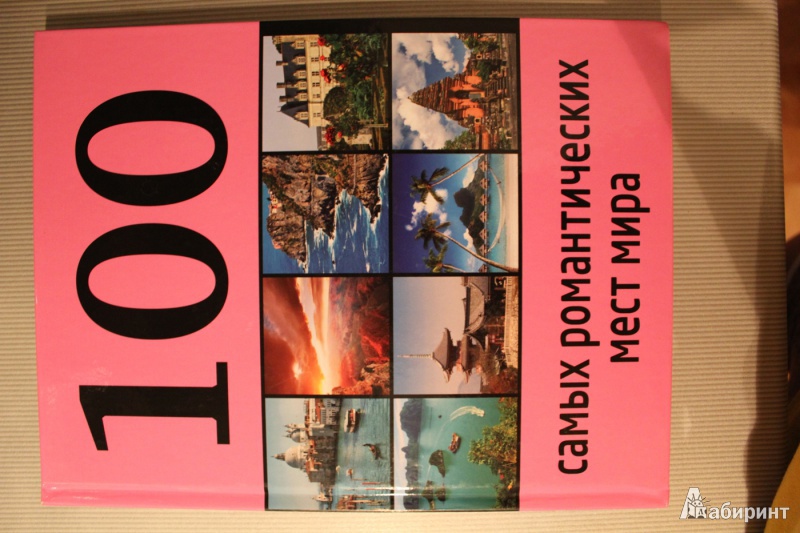 100
самых романтических
мест мира
Лабиринт